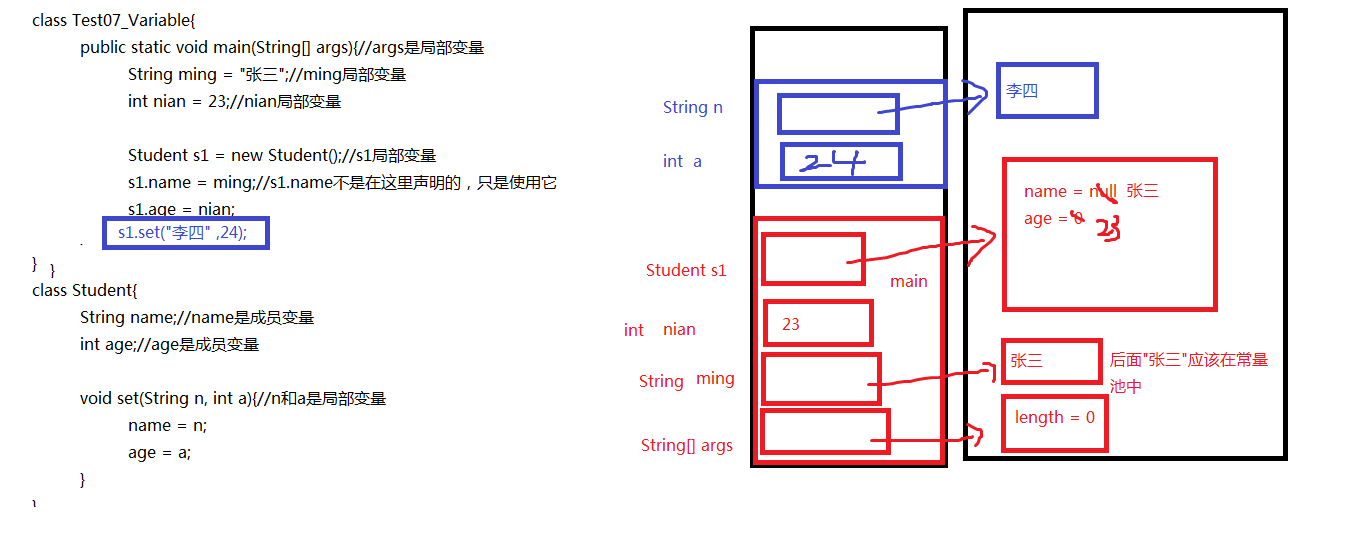 class Test07_Variable{
public static void main(String[] args){//args是局部变量
String ming = "张三";//ming局部变量
int nian = 23;//nian局部变量
Student s1 = new Student();//s1局部变量
s1.name = ming;//s1.name不是在这里声明的，只是使用它
s1.age = nian;
s1.set("李四" ,24);
}
}
class Student{
String name;//name是成员变量
int age;//age是成员变量
void set(String n, int a){//n和a是局部变量
name = n;
age = a;
}
String n
int a
24
Student s1
main
int nian
23
String ming
String[] args
李四
name = null 张三
age = 0
23
张三
后面"张三"应该在常量
池中
length = 0